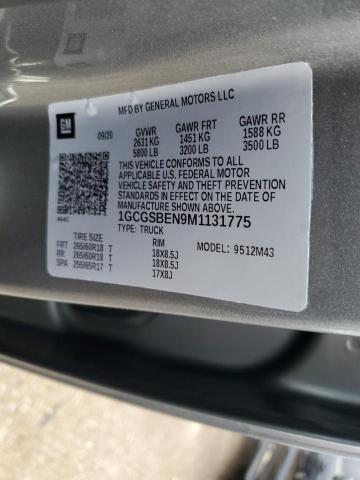 MFD BY GENERAL MOTORS LLC
GM
09/20 GVWR GAWR FRT GAWR RR
2631 KG 1451 KG 1588 KG
5800 LB 3200 LB 3500 LB
THIS VEHICLE CONFORMS TO ALL
APPLICABLE U.S. FEDERAL MOTOR
VEHICLE SAFETY AND THEFT PREVENTION
STANDARDS IN EFFECT ON THE DATE
OF MANUFACTURE SHOWN ABOVE.
1GCGSBEN9M1131775
TYPE: TRUCK
TIRE SIZE RIM MODEL: 9512M43
FRT 265/60R18 T 18X8.5J
RR 265/60R18 T 18X8.5J
SPA 255/65R17 T 17X8J